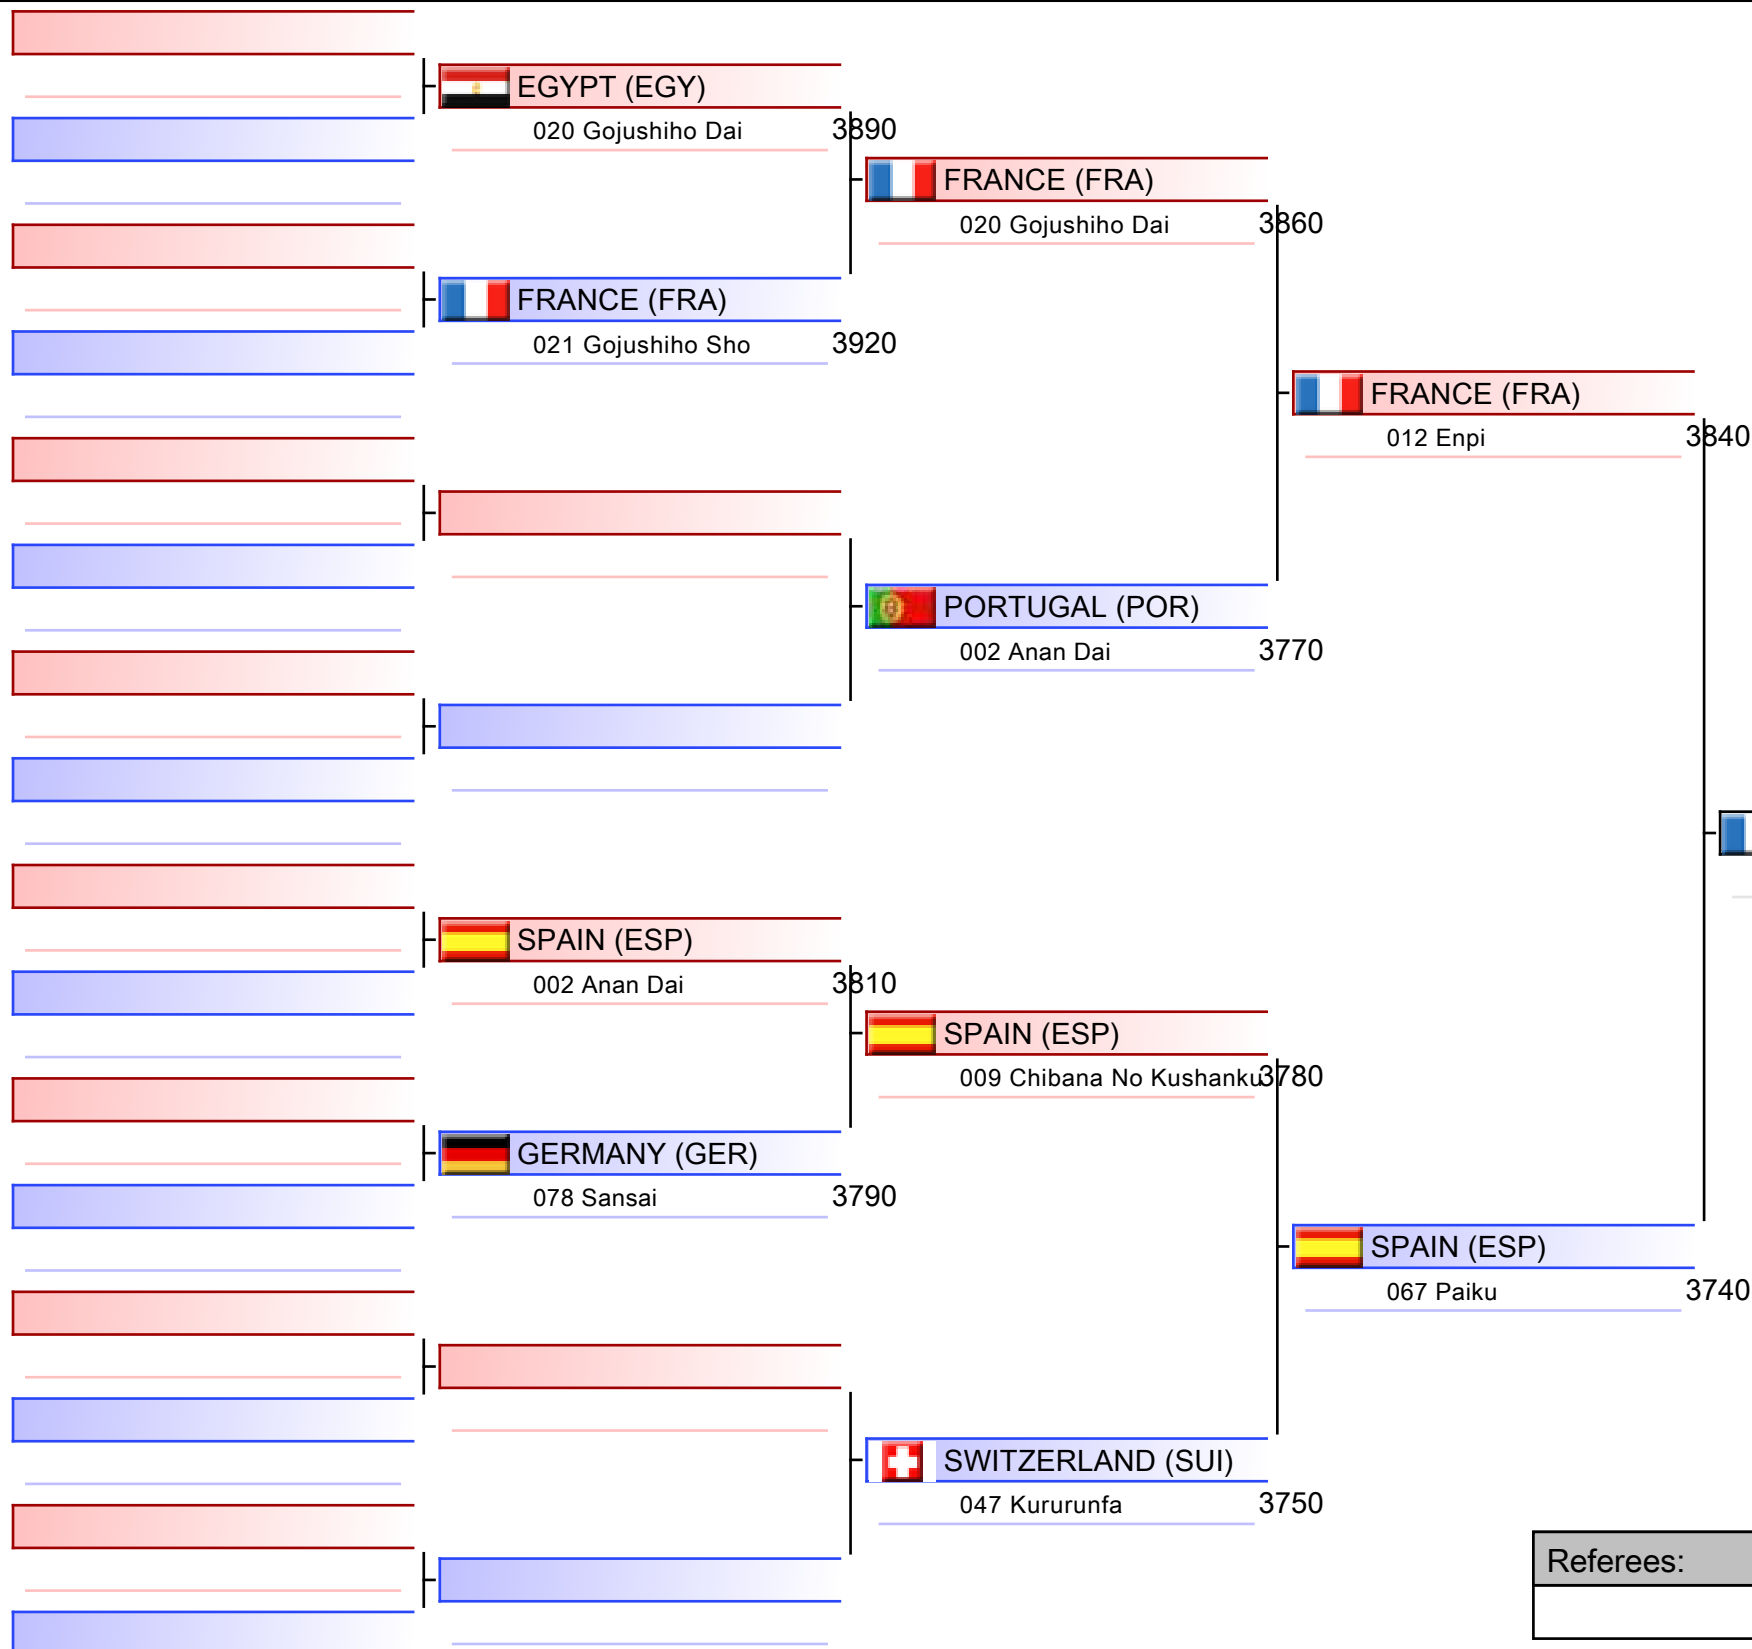 EGYPT (EGY)
020 Gojushiho Dai 3890
FRANCE (FRA)
020 Gojushiho Dai 3860
FRANCE (FRA)
021 Gojushiho Sho 3920
FRANCE (FRA)
012 Enpi 3840
PORTUGAL (POR)
002 Anan Dai 3770
SPAIN (ESP)
002 Anan Dai 3810
SPAIN (ESP)
009 Chibana No Kushanku 3780
GERMANY (GER)
078 Sansai 3790
SPAIN (ESP)
067 Paiku 3740
SWITZERLAND (SUI)
047 Kururunfa 3750
Referees: